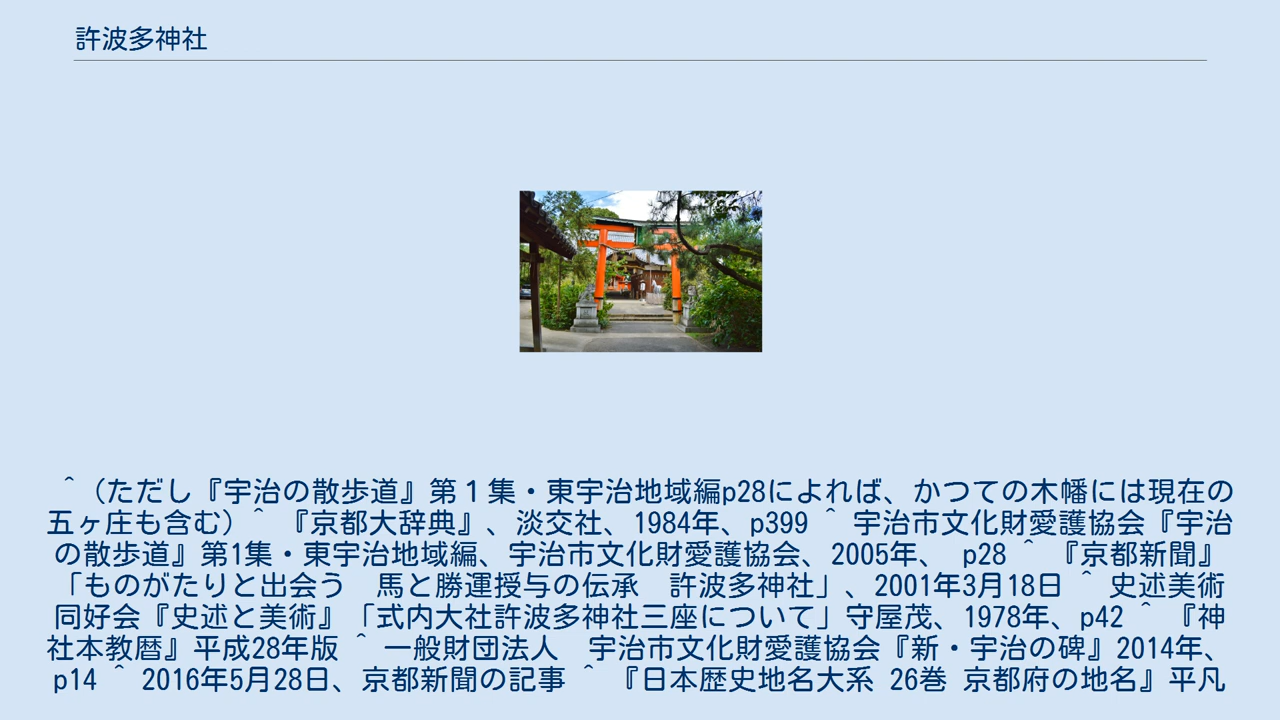 許波多神社
^（ただし『宇治の散歩道』第１集・東宇治地域編p28によれば、かつての木幡には現在の
五ヶ庄も含む）^ 『京都大辞典』、淡交社、1984年、p399 ^ 宇治市文化財愛護協会『宇治
の散歩道』第1集・東宇治地域編、宇治市文化財愛護協会、2005年、 p28 ^ 『京都新聞』
「ものがたりと出会う　馬と勝運授与の伝承　許波多神社」、2001年3月18日 ^ 史述美術
同好会『史述と美術』「式内大社許波多神社三座について」守屋茂、1978年、p42 ^ 『神
社本教暦』平成28年版 ^ 一般財団法人　宇治市文化財愛護協会『新・宇治の碑』2014年、
p14 ^ 2016年5月28日、京都新聞の記事 ^ 『日本歴史地名大系 26巻 京都府の地名』平凡